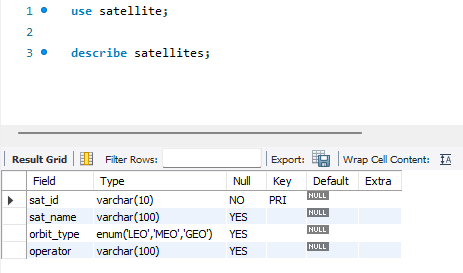 1 use satellite;
2
3 describe satellites;
Result Grid Filter Rows: Export: Wrap Cell Content:
Field Type Null Key Default Extra
sat_id varchar(10) NO PRI NULL
sat_name varchar(100) YES NULL
orbit_type enum('LEO','MEO','GEO') YES NULL
operator varchar(100) YES NULL